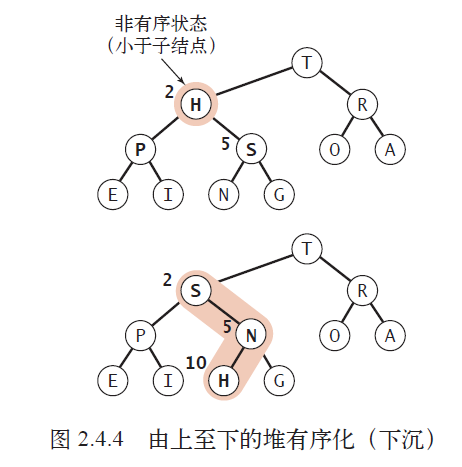 非有序状态
（小于子结点）
T
2 H R
P 5 S O A
E I N G
T
2 S R
P 5 N O A
E I 10 H G
图 2.4.4 由上至下的堆有序化（下沉）